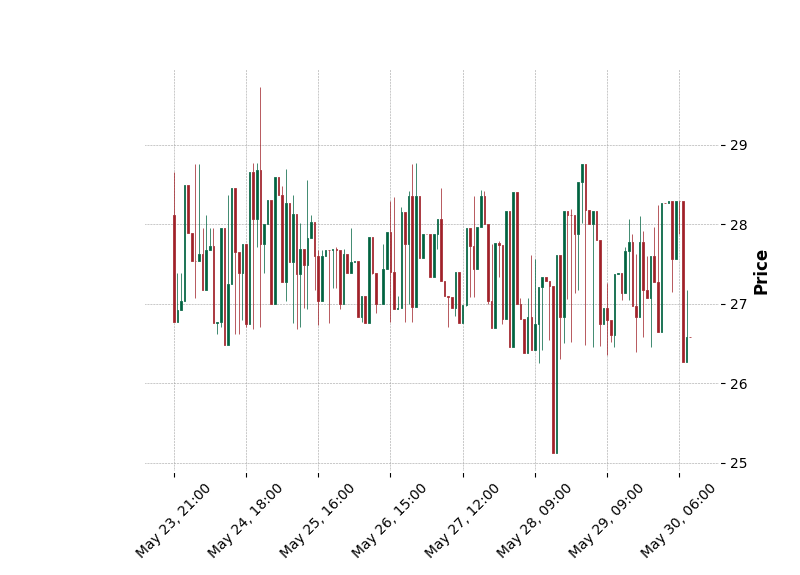 29
28
27
26
25
Price
May 23, 21:00
May 24, 18:00
May 25, 16:00
May 26, 15:00
May 27, 12:00
May 28, 09:00
May 29, 09:00
May 30, 06:00